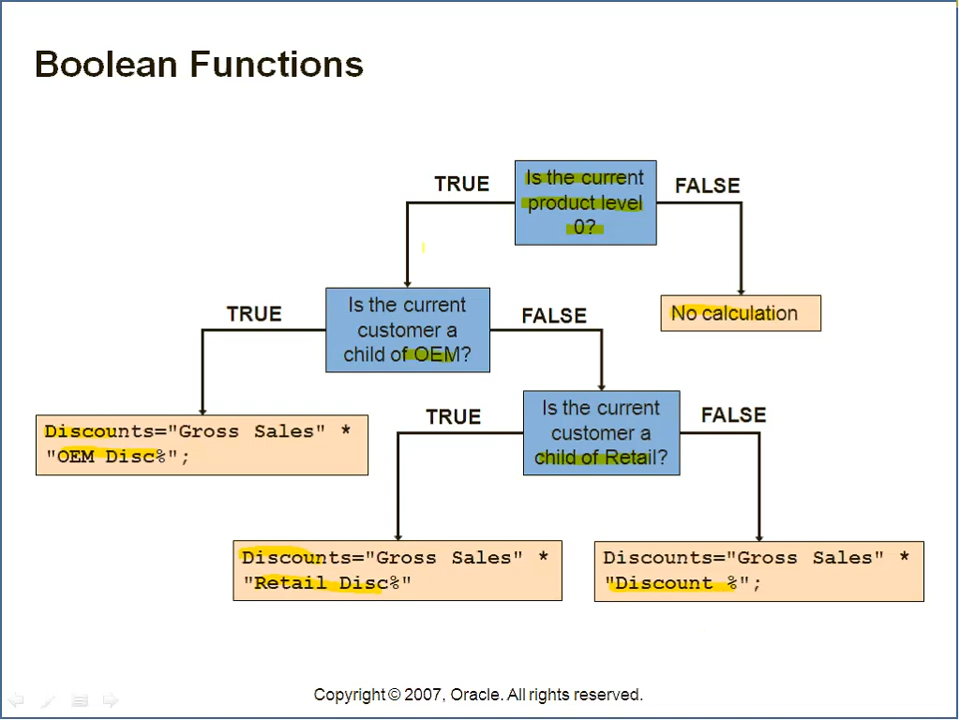 Boolean Functions
TRUE
Is the current
product level
0?
FALSE
TRUE
Is the current
customer a
child of OEM?
FALSE
No calculation
Discounts="Gross Sales" *
"OEM Disc%";
TRUE
Is the current
customer a
child of Retail?
FALSE
Discounts="Gross Sales" *
"Retail Disc%"
Discounts="Gross Sales" *
"Discount %";
Copyright © 2007, Oracle. All rights reserved.